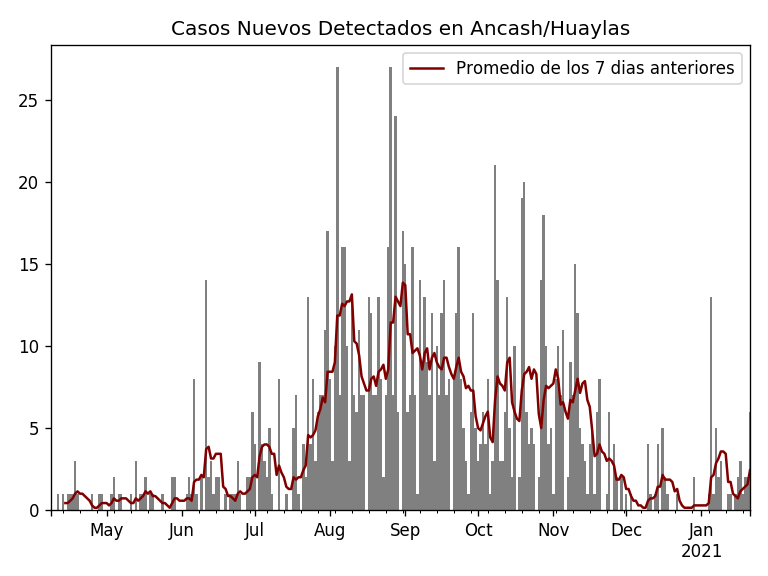 Casos Nuevos Detectados en Ancash/Huaylas
Promedio de los 7 dias anteriores
25
20
15
10
5
0
May Jun Jul Aug Sep Oct Nov Dec Jan
2021